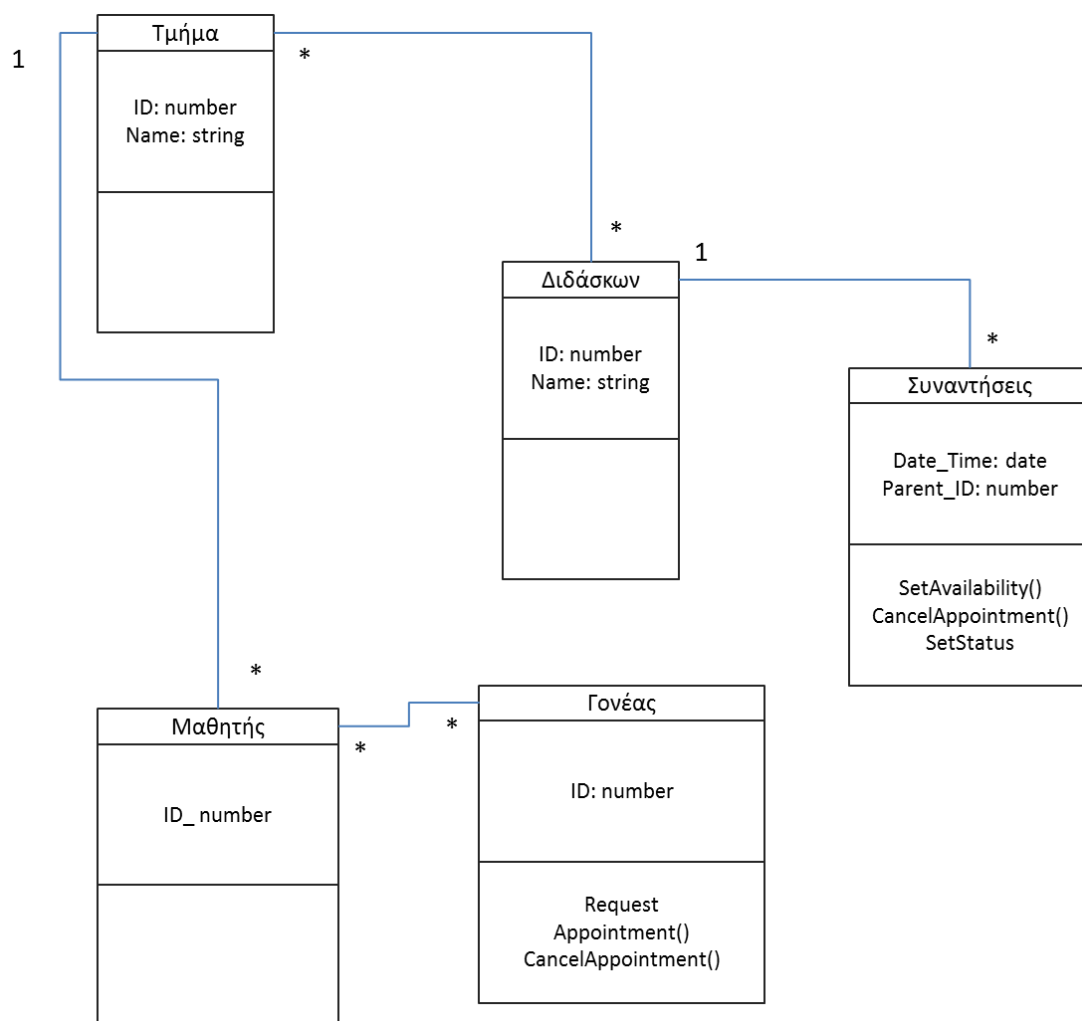 Τμήμα
1
*
ID: number
Name: string
*
1
Διδάσκων
*
ID: number
Name: string
Συναντήσεις
Date_Time: date
Parent_ID: number
SetAvailability()
CancelAppointment()
SetStatus
*
Μαθητής
*
*
Γονέας
ID_ number
ID: number
Request
Appointment()
CancelAppointment()